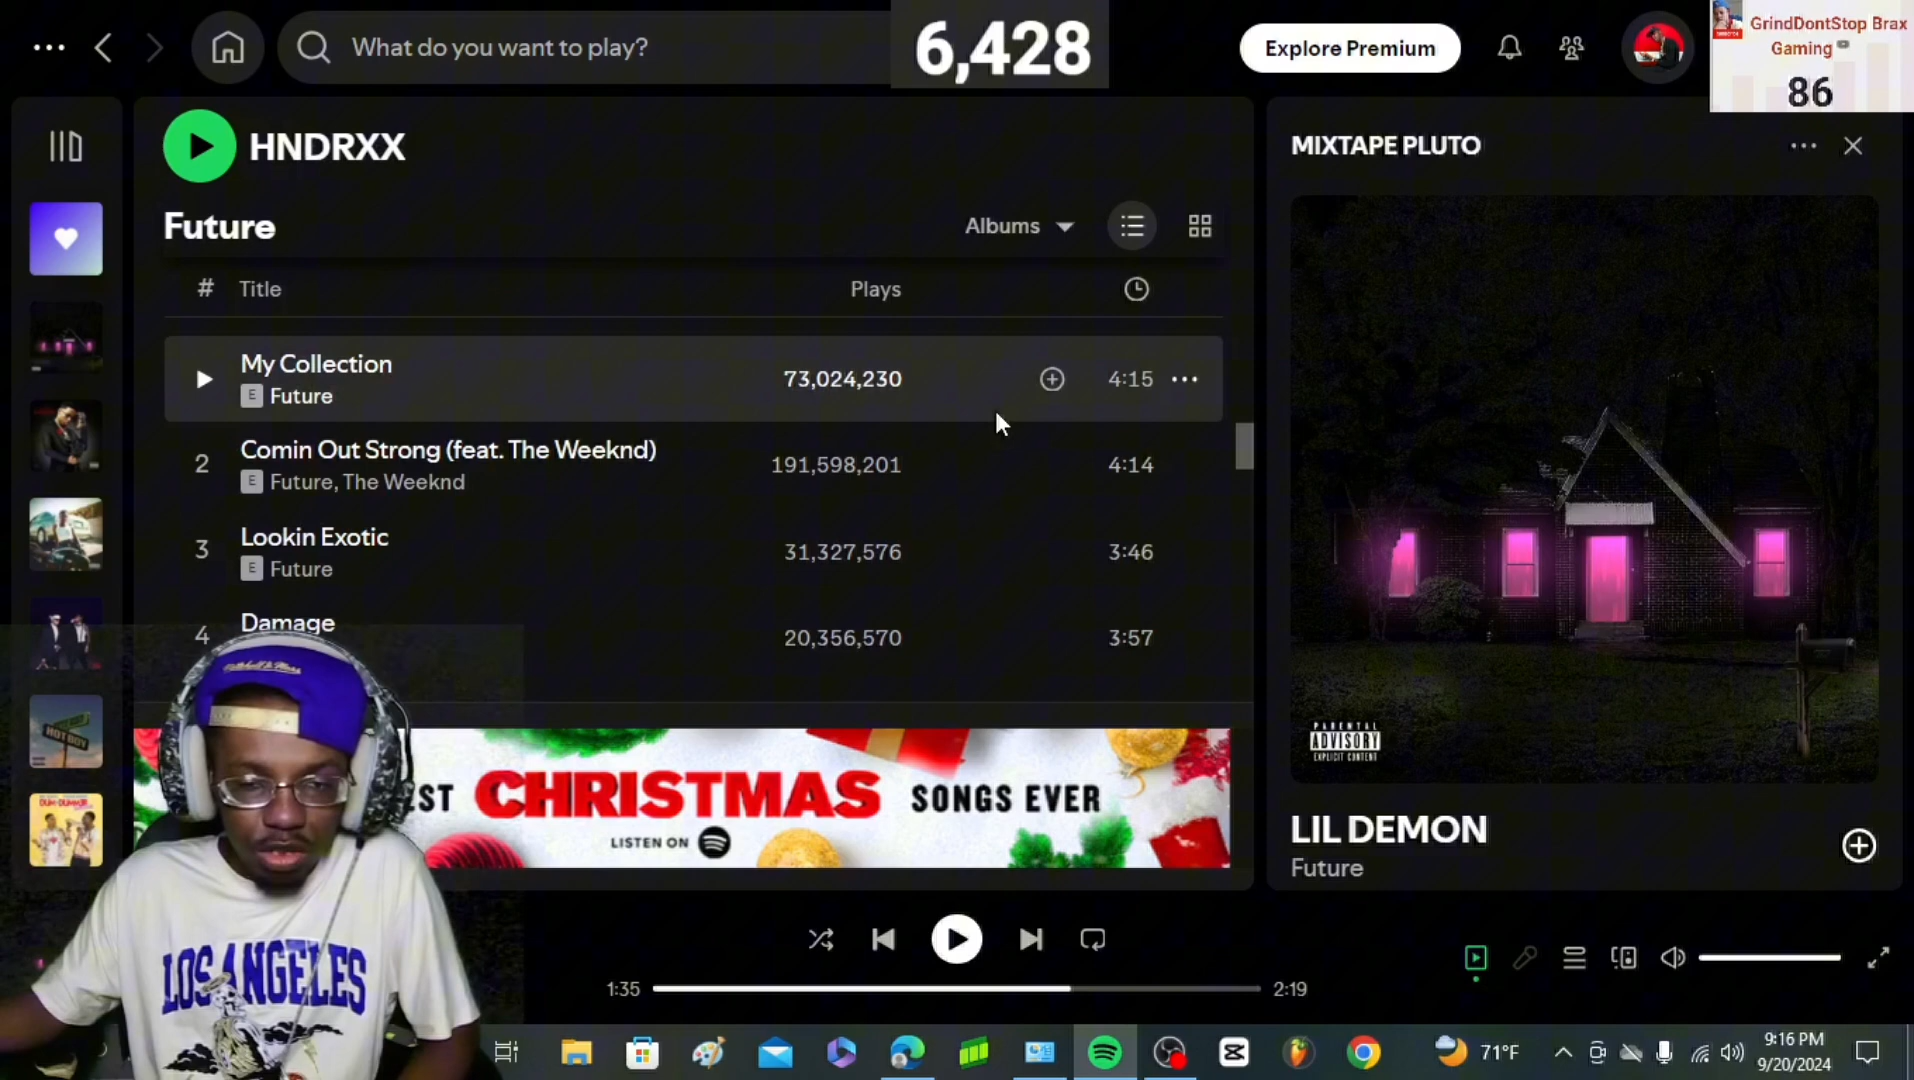 What do you want to play?
6,428
Explore Premium
GrindDontStop Brax
Gaming
86
HNDRXX
Future
Albums
# Title Plays
My Collection 73,024,230 4:15
E Future
2 Comin Out Strong (feat. The Weeknd) 191,598,201 4:14
E Future, The Weeknd
3 Lookin Exotic 31,327,576 3:46
E Future
4 Damage 20,356,570 3:57
CHRISTMAS SONGS EVER
LISTEN ON
MIXTAPE PLUTO
PARENTAL
ADVISORY
EXPLICIT CONTENT
LIL DEMON
Future
HOT BOY
LOS ANGELES
1:35 2:19
71°F
9:16 PM
9/20/2024